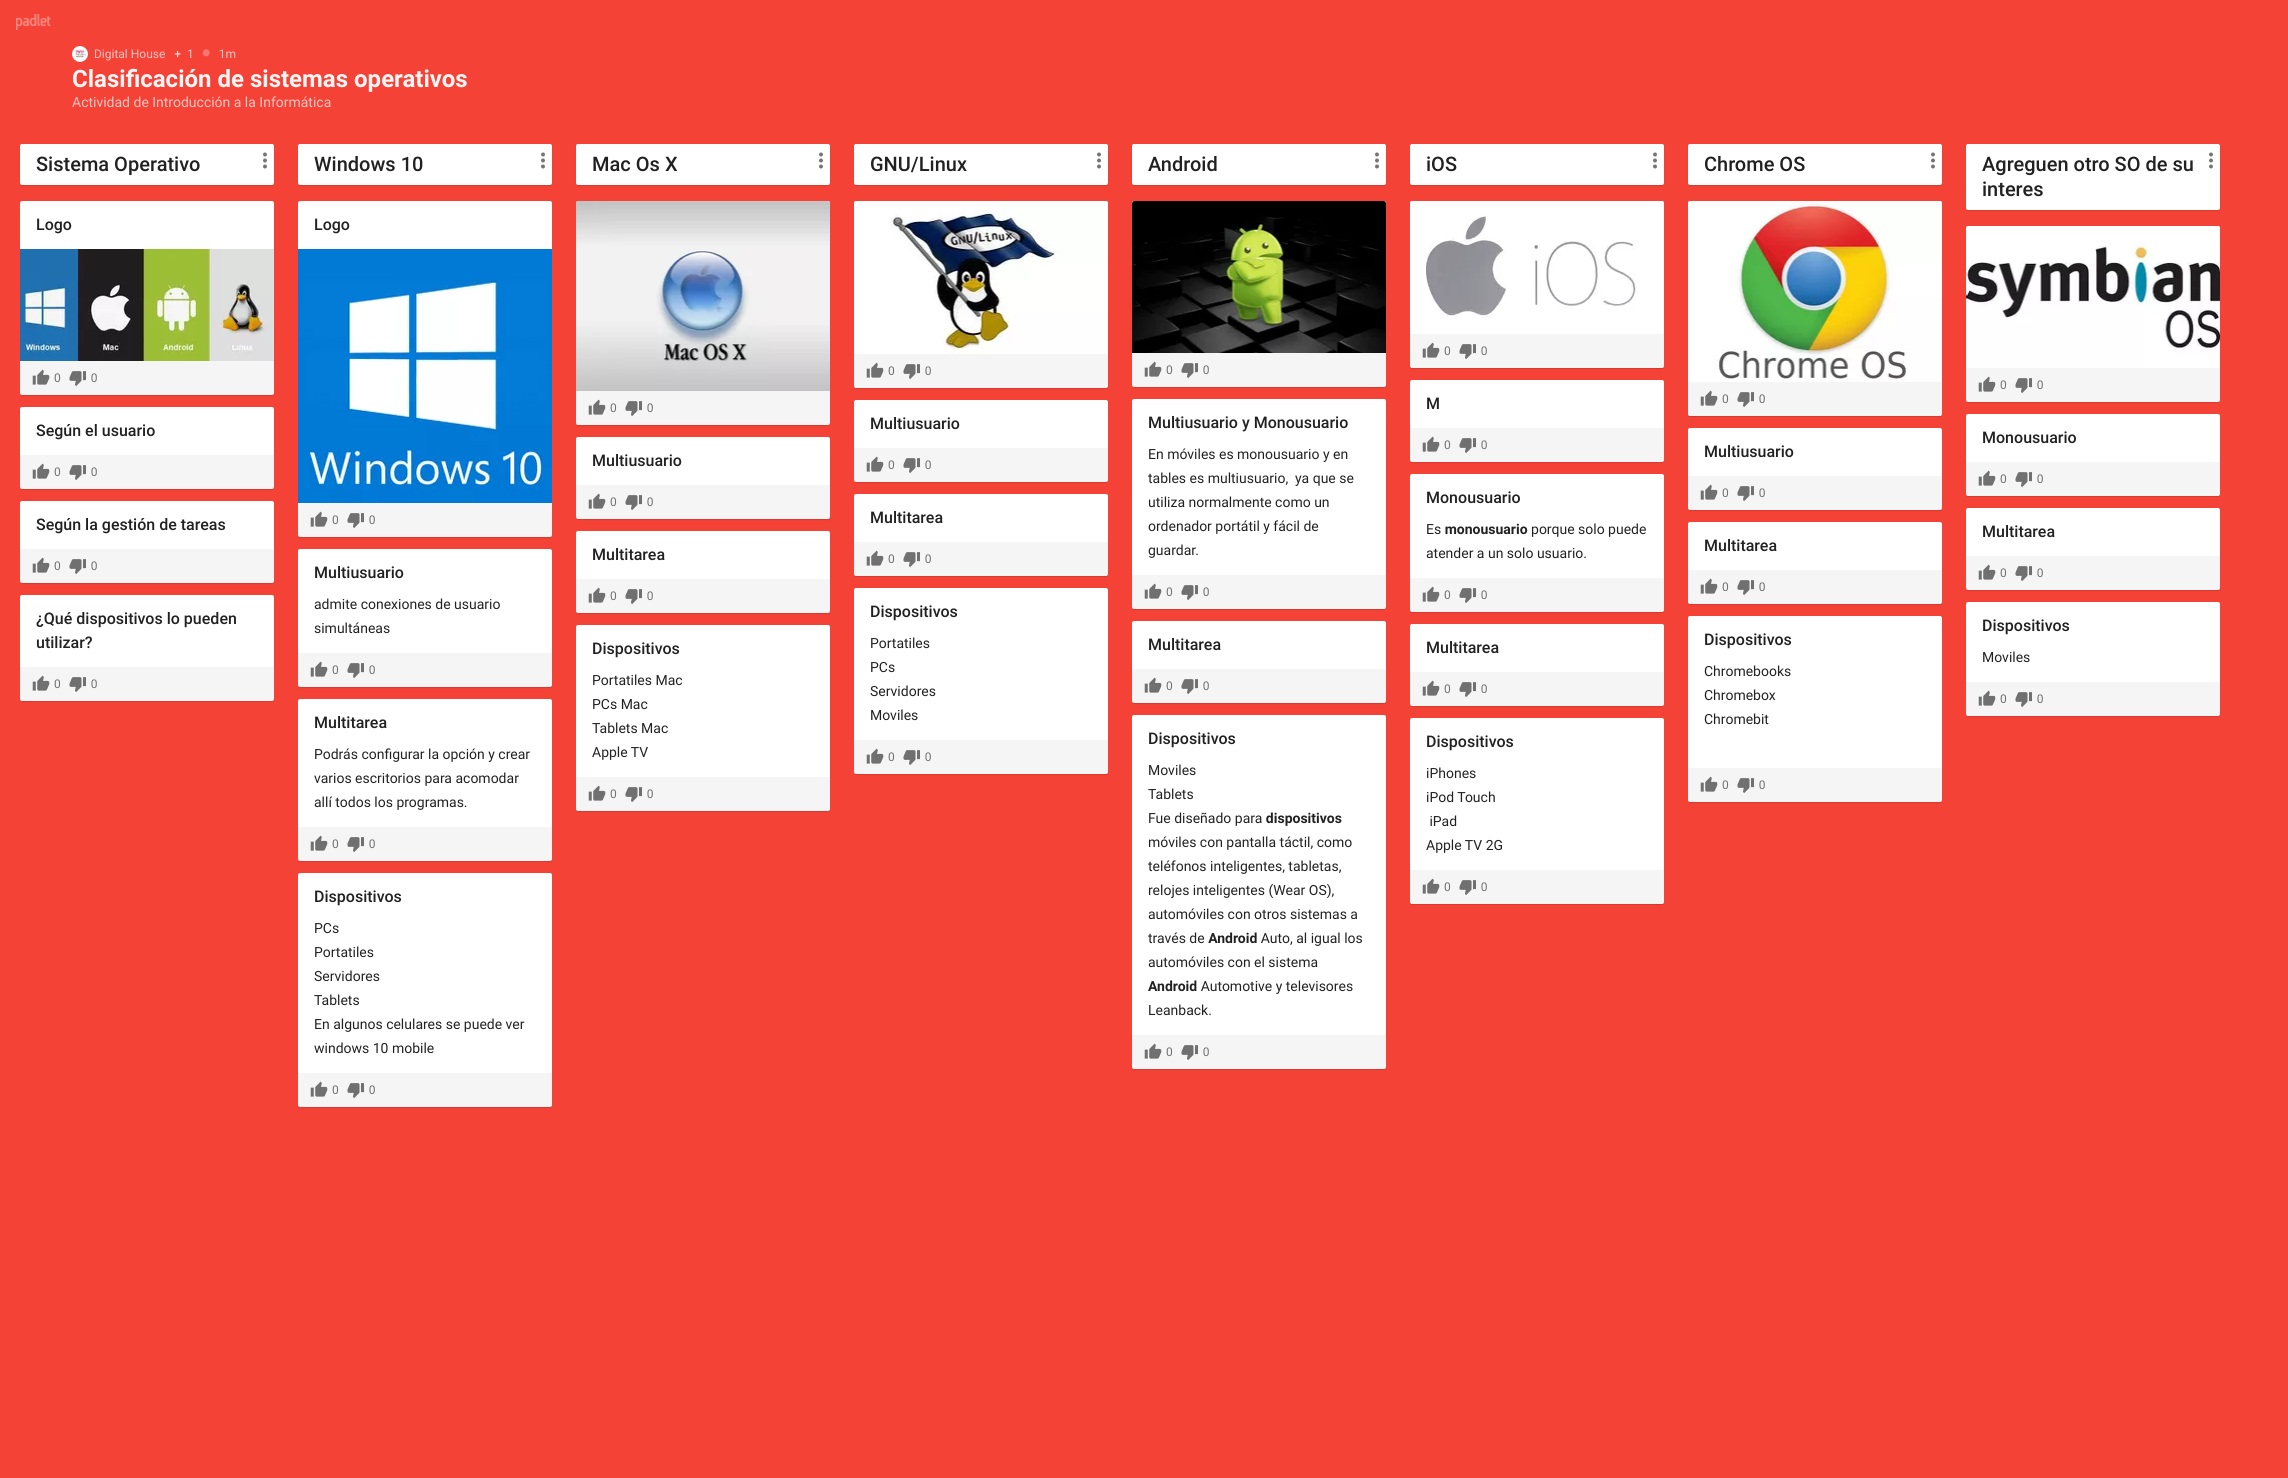 padlet
Digital House + 1 1m
Clasificación de sistemas operativos
Actividad de Introducción a la Informática
Sistema Operativo
Logo
Windows Mac Android Linux
0 0
Según el usuario
0 0
Según la gestión de tareas
0 0
¿Qué dispositivos lo pueden
utilizar?
0 0
Windows 10
Logo
Windows 10
0 0
Multiusuario
admite conexiones de usuario
simultáneas
0 0
Multitarea
Podrás configurar la opción y crear
varios escritorios para acomodar
allí todos los programas.
0 0
Dispositivos
PCs
Portatiles
Servidores
Tablets
En algunos celulares se puede ver
windows 10 mobile
0 0
Mac Os X
Mac OS X
0 0
Multiusuario
0 0
Multitarea
0 0
Dispositivos
Portatiles Mac
PCs Mac
Tablets Mac
Apple TV
0 0
GNU/Linux
GNU/Linux
0 0
Multiusuario
0 0
Multitarea
0 0
Dispositivos
Portatiles
PCs
Servidores
Moviles
0 0
Android
0 0
Multiusuario y Monousuario
En móviles es monousuario y en
tables es multiusuario,  ya que se
utiliza normalmente como un
ordenador portátil y fácil de
guardar.
0 0
Multitarea
0 0
Dispositivos
Moviles
Tablets
Fue diseñado para dispositivos
móviles con pantalla táctil, como
teléfonos inteligentes, tabletas,
relojes inteligentes (Wear OS),
automóviles con otros sistemas a
través de Android Auto, al igual los
automóviles con el sistema
Android Automotive y televisores
Leanback.
0 0
iOS
iOS
0 0
M
0 0
Monousuario
Es monousuario porque solo puede
atender a un solo usuario.
0 0
Multitarea
0 0
Dispositivos
iPhones
iPod Touch
iPad
Apple TV 2G
0 0
Chrome OS
Chrome OS
0 0
Multiusuario
0 0
Multitarea
0 0
Dispositivos
Chromebooks
Chromebox
Chromebit
0 0
Agreguen otro SO de su
interes
symbian
OS
0 0
Monousuario
0 0
Multitarea
0 0
Dispositivos
Moviles
0 0